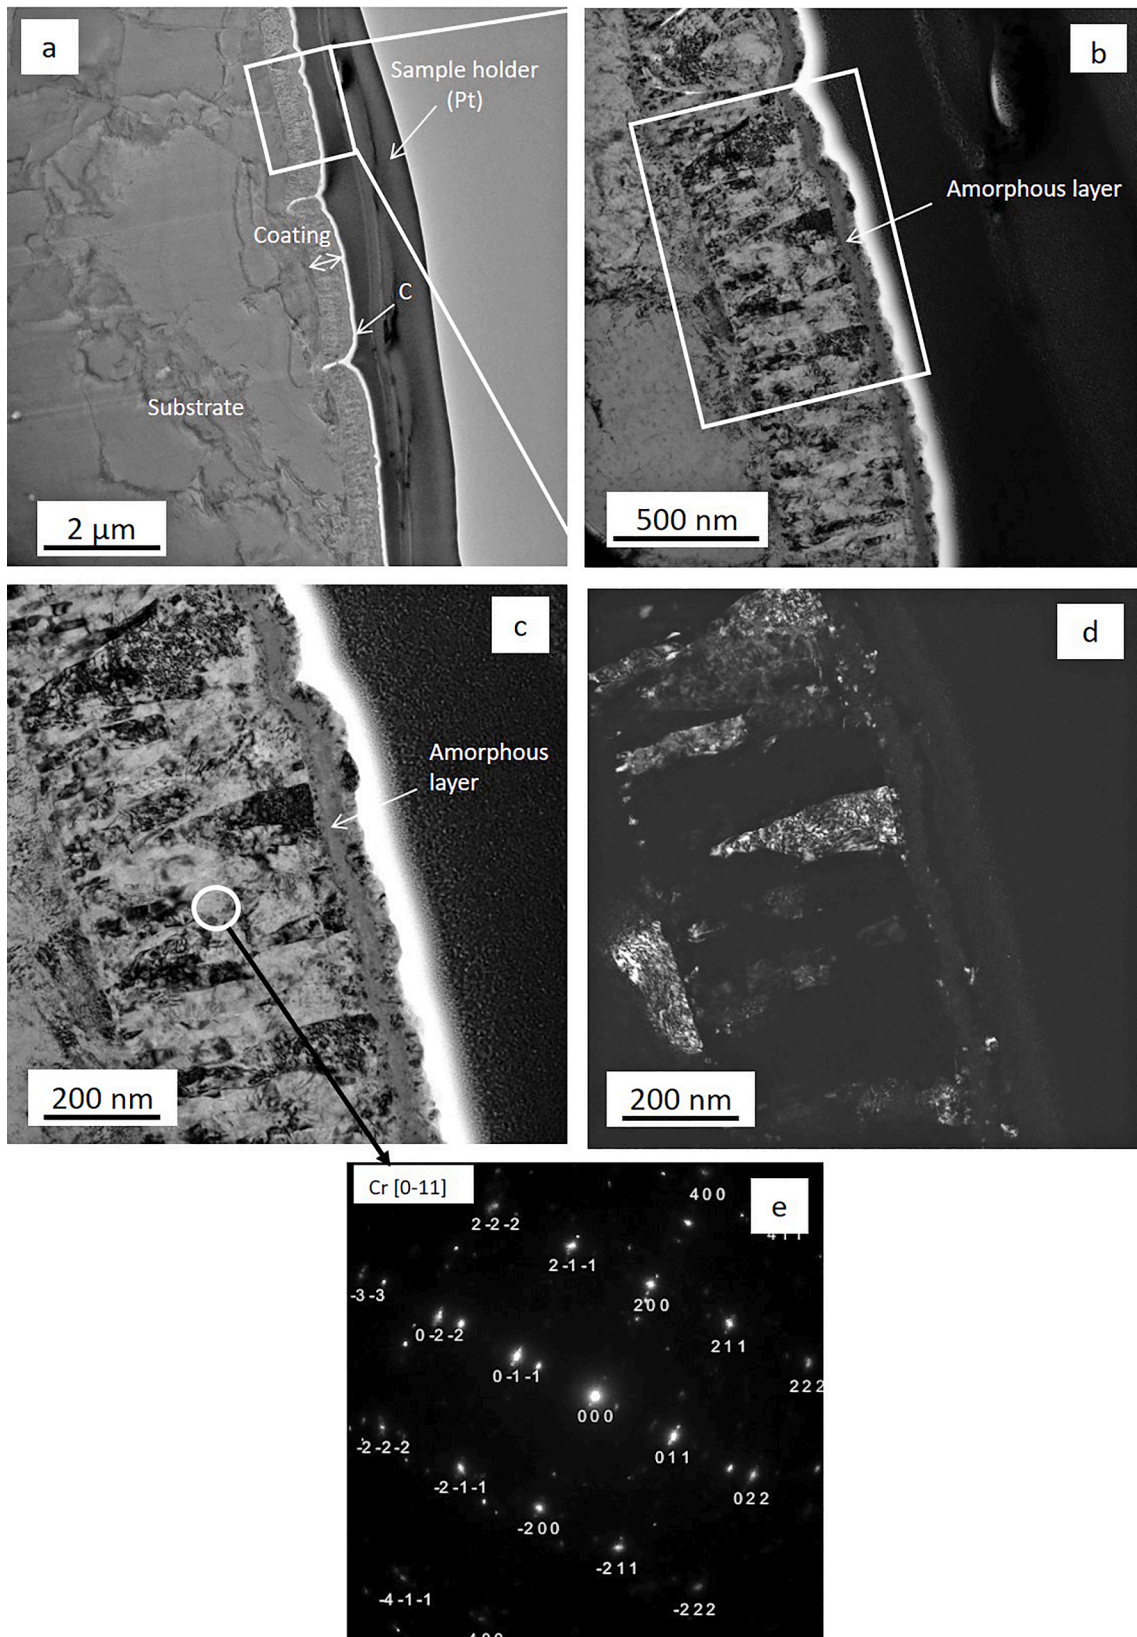 a
Sample holder
(Pt)
Coating
C
Substrate
2 µm
b
Amorphous layer
500 nm
c
Amorphous
layer
200 nm
d
200 nm
Cr [0-11]
e
4 0 0
2 -2 -2
4 1 1
2 -1 -1
-3 -3
2 0 0
0 -2 -2
2 1 1
0 -1 -1
2 2 2
0 0 0
-2 -2 -2
0 1 1
-2 -1 -1
0 2 2
-2 0 0
-2 1 1
-4 -1 -1
-2 2 2